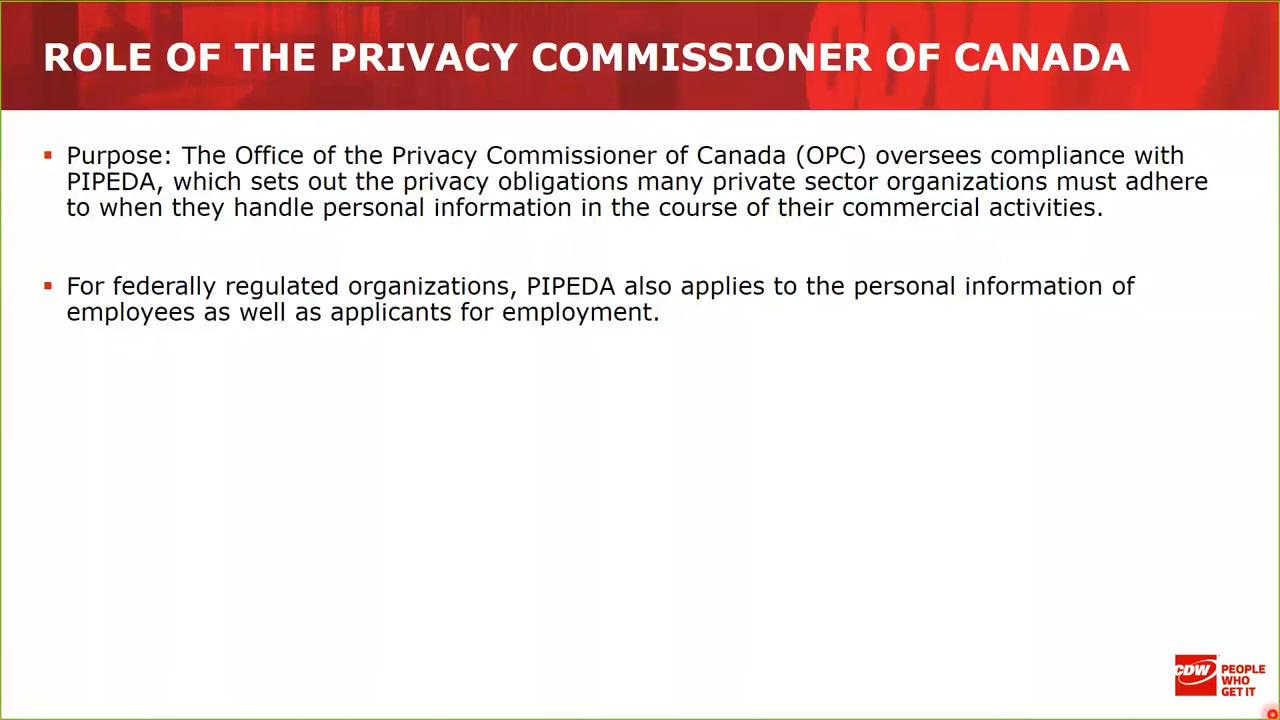 ROLE OF THE PRIVACY COMMISSIONER OF CANADA
Purpose: The Office of the Privacy Commissioner of Canada (OPC) oversees compliance with
PIPEDA, which sets out the privacy obligations many private sector organizations must adhere
to when they handle personal information in the course of their commercial activities.
For federally regulated organizations, PIPEDA also applies to the personal information of
employees as well as applicants for employment.
CDW
PEOPLE
WHO
GET IT